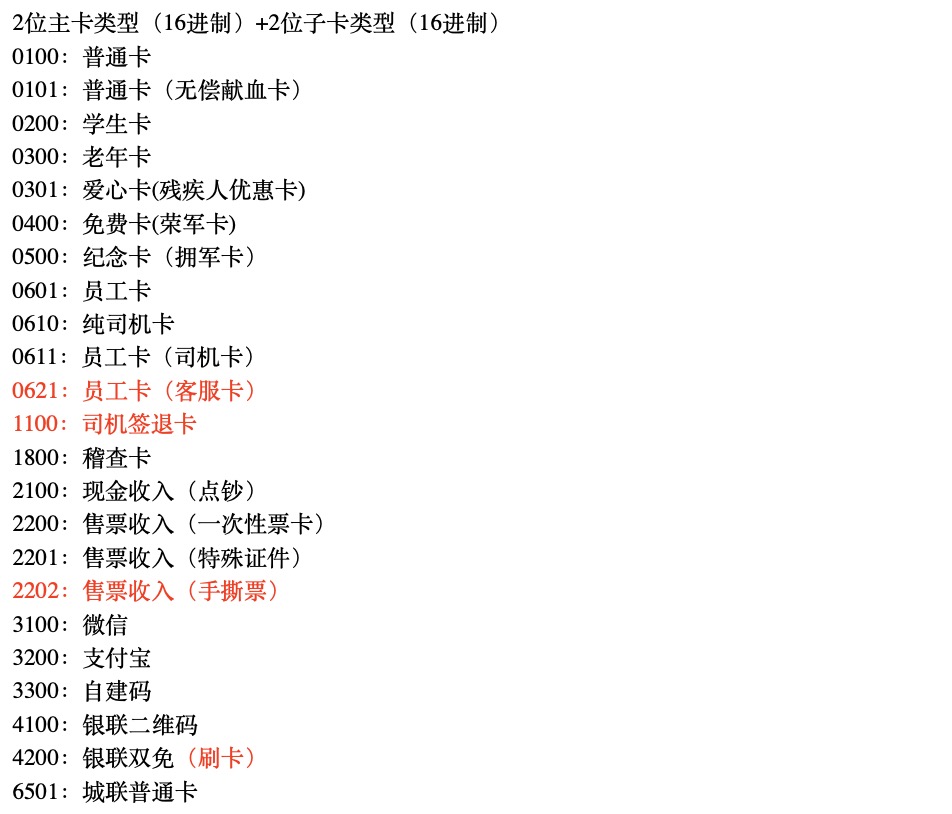 2位主卡类型（16进制）+2位子卡类型（16进制）
0100：普通卡
0101：普通卡（无偿献血卡）
0200：学生卡
0300：老年卡
0301：爱心卡(残疾人优惠卡)
0400：免费卡(荣军卡)
0500：纪念卡（拥军卡）
0601：员工卡
0610：纯司机卡
0611：员工卡（司机卡）
0621：员工卡（客服卡）
1100：司机签退卡
1800：稽查卡
2100：现金收入（点钞）
2200：售票收入（一次性票卡）
2201：售票收入（特殊证件）
2202：售票收入（手撕票）
3100：微信
3200：支付宝
3300：自建码
4100：银联二维码
4200：银联双免（刷卡）
6501：城联普通卡